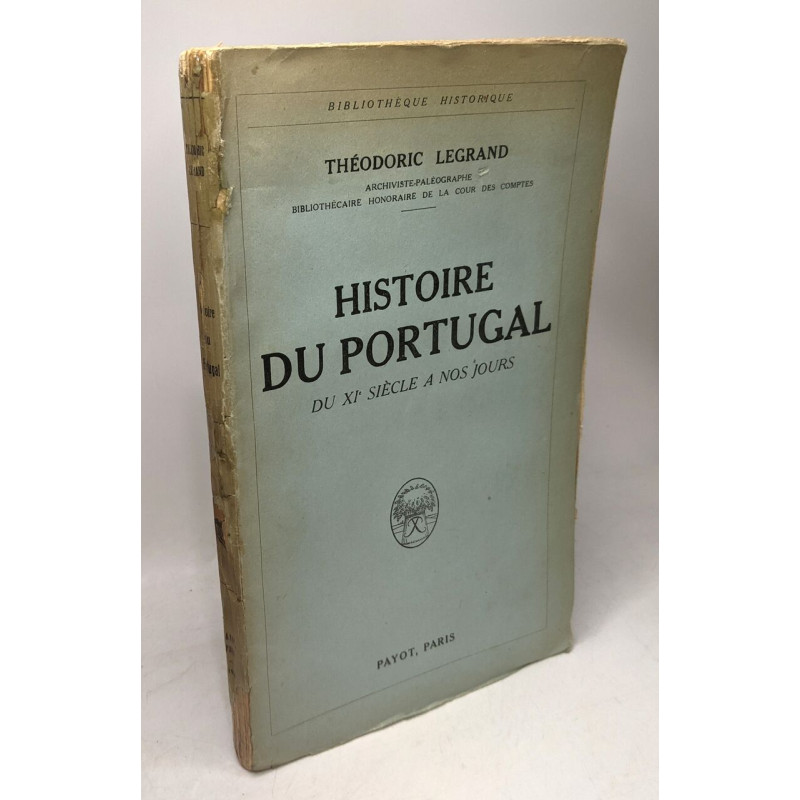 BIBLIOTHÈQUE HISTORIQUE
THÉODORIC LEGRAND
ARCHIVISTE-PALÉOGRAPHE
BIBLIOTHÉCAIRE HONORAIRE DE LA COUR DES COMPTES
HISTOIRE
DU PORTUGAL
DU XIe SIÈCLE A NOS JOURS
PAYOT, PARIS